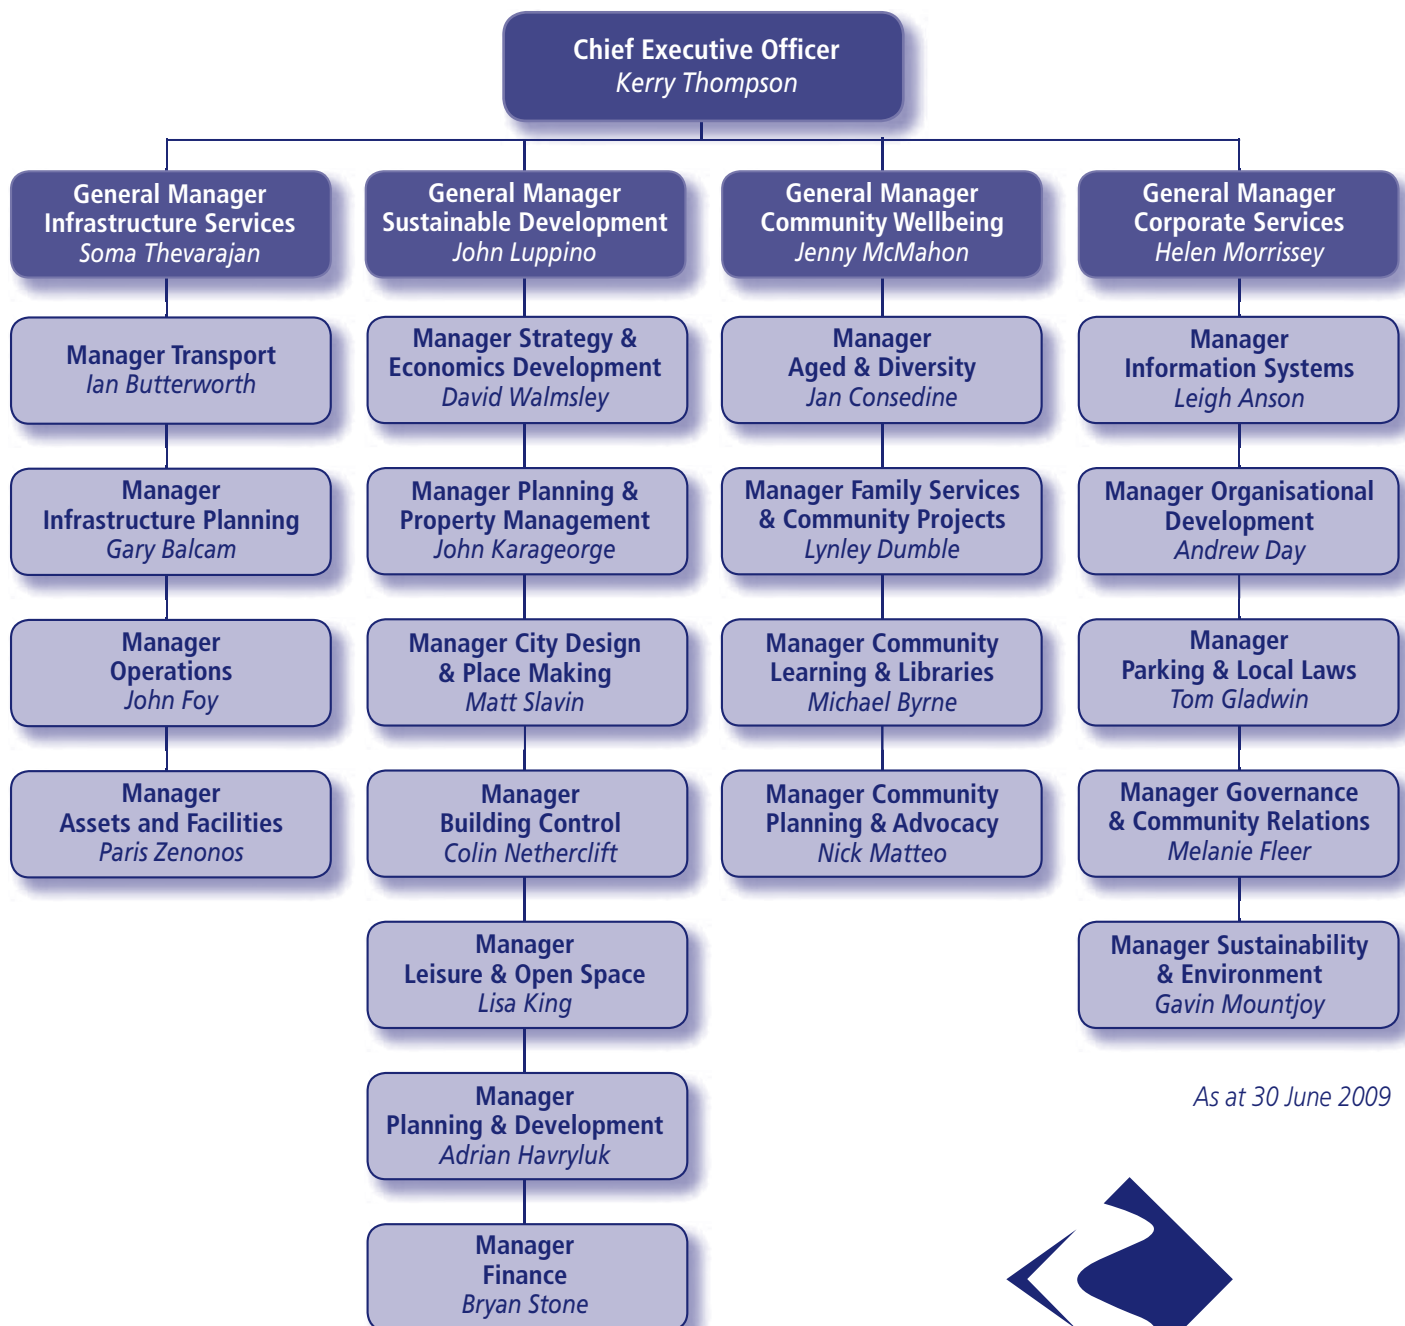 Chief Executive Officer
Kerry Thompson
General Manager
Infrastructure Services
Soma Thevarajan
General Manager
Sustainable Development
John Luppino
General Manager
Community Wellbeing
Jenny McMahon
General Manager
Corporate Services
Helen Morrissey
Manager Transport
Ian Butterworth
Manager Strategy &
Economics Development
David Walmsley
Manager
Aged & Diversity
Jan Consedine
Manager
Information Systems
Leigh Anson
Manager
Infrastructure Planning
Gary Balcam
Manager Planning &
Property Management
John Karageorge
Manager Family Services
& Community Projects
Lynley Dumble
Manager Organisational
Development
Andrew Day
Manager
Operations
John Foy
Manager City Design
& Place Making
Matt Slavin
Manager Community
Learning & Libraries
Michael Byrne
Manager
Parking & Local Laws
Tom Gladwin
Manager
Assets and Facilities
Paris Zenonos
Manager
Building Control
Colin Netherclift
Manager Community
Planning & Advocacy
Nick Matteo
Manager Governance
& Community Relations
Melanie Fleer
Manager
Leisure & Open Space
Lisa King
Manager Sustainability
& Environment
Gavin Mountjoy
Manager
Planning & Development
Adrian Havryluk
As at 30 June 2009
Manager
Finance
Bryan Stone